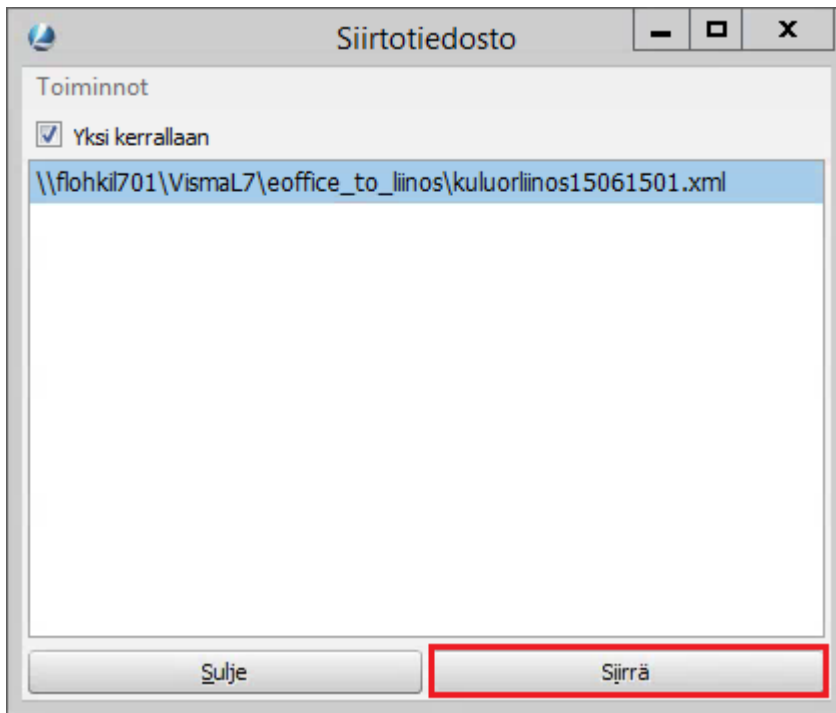 Siirtotiedosto
Toiminnot
Yksi kerrallaan
\\flohkil701\VismaL7\eoffice_to_liinos\kuluorliinos15061501.xml
Sulje
Siirrä